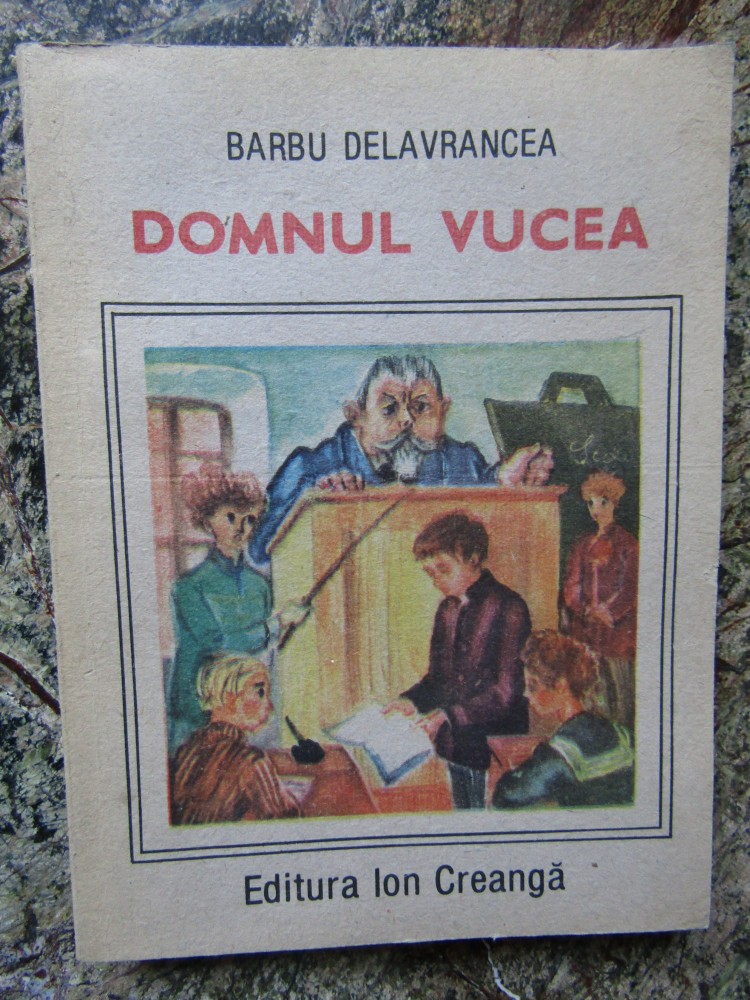 BARBU DELAVRANCEA
DOMNUL VUCEA
Editura Ion Creangă